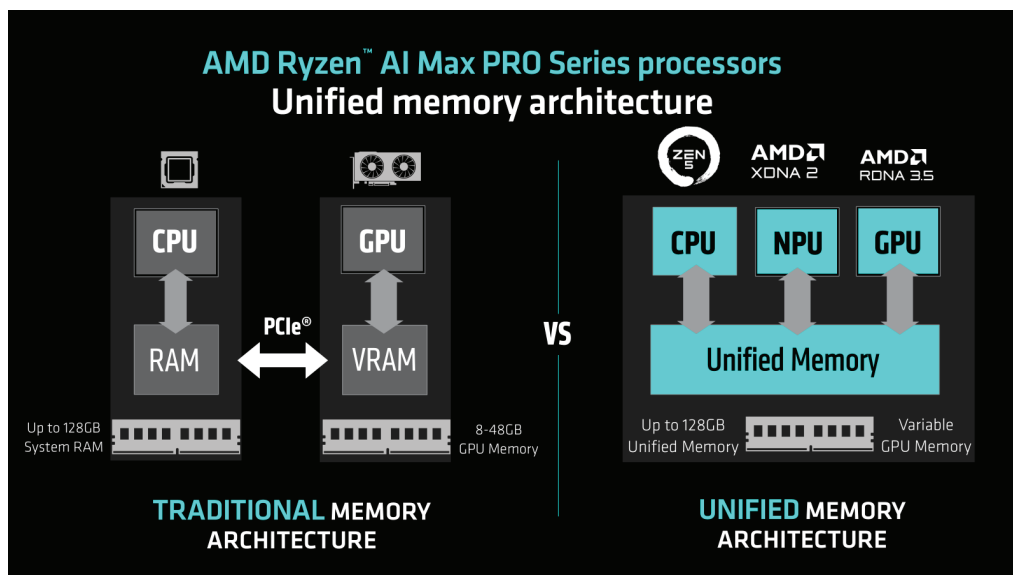 AMD Ryzen™ AI Max PRO Series processors
Unified memory architecture
CPU
RAM
Up to 128GB
System RAM
PCIe®
GPU
VRAM
8-48GB
GPU Memory
TRADITIONAL MEMORY
ARCHITECTURE
VS
ZEN
5
AMD
XDNA 2
AMD
RDNA 3.5
CPU
NPU
GPU
Unified Memory
Up to 128GB
Unified Memory
Variable
GPU Memory
UNIFIED MEMORY
ARCHITECTURE